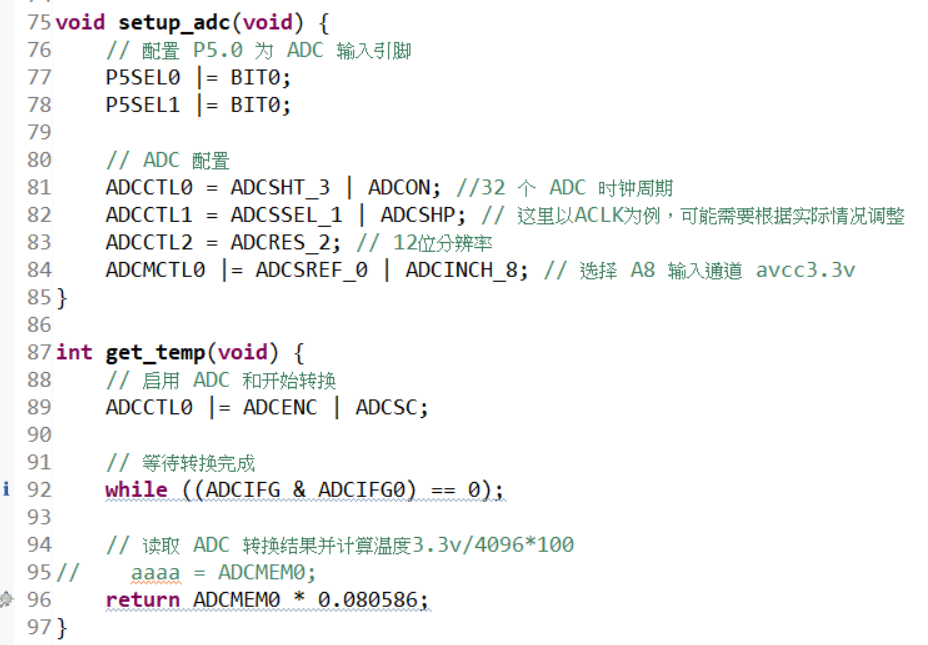 75 void setup_adc(void) {
76     // 配置 P5.0 为 ADC 输入引脚
77     P5SEL0 |= BIT0;
78     P5SEL1 |= BIT0;
79
80     // ADC 配置
81     ADCCTL0 = ADCSHT_3 | ADCON; //32 个 ADC 时钟周期
82     ADCCTL1 = ADCSSEL_1 | ADCSHP; // 这里以ACLK为例，可能需要根据实际情况调整
83     ADCCTL2 = ADCRES_2; // 12位分辨率
84     ADCMCTL0 |= ADCSREF_0 | ADCINCH_8; // 选择 A8 输入通道 avcc3.3v
85 }
86
87 int get_temp(void) {
88     // 启用 ADC 和开始转换
89     ADCCTL0 |= ADCENC | ADCSC;
90
91     // 等待转换完成
92     while ((ADCIFG & ADCIFG0) == 0);
93
94     // 读取 ADC 转换结果并计算温度3.3v/4096*100
95 //    aaaa = ADCMEM0;
96     return ADCMEM0 * 0.080586;
97 }